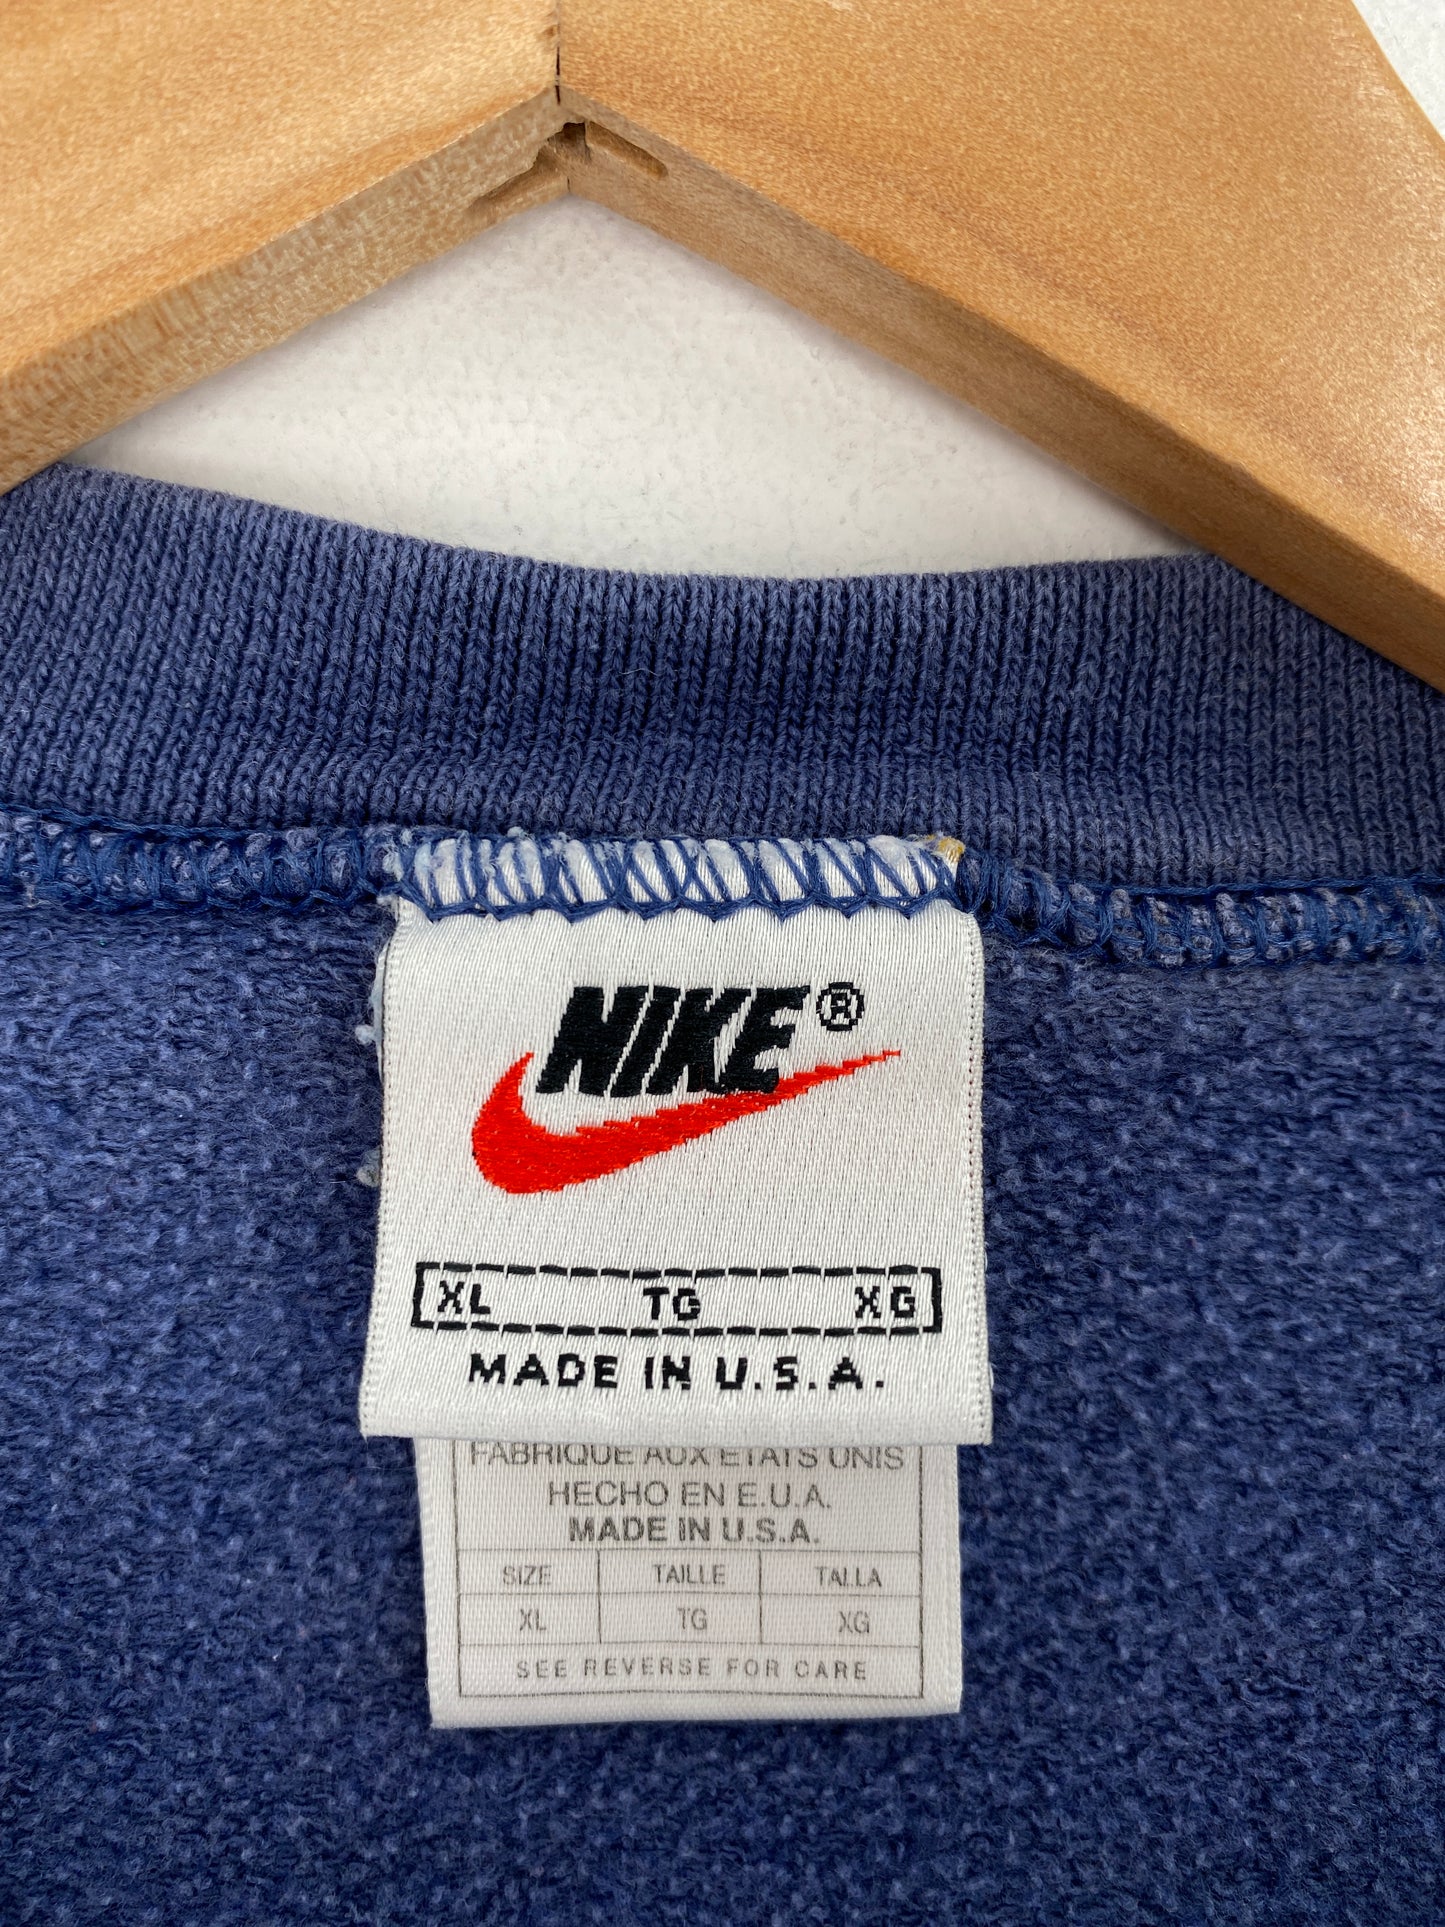 NIKE®
XL TG XG
MADE IN U.S.A.
FABRIQUE AUX ETATS UNIS
HECHO EN E.U.A.
MADE IN U.S.A.
SIZE TAILLE TALLA
XL TG XG
SEE REVERSE FOR CARE